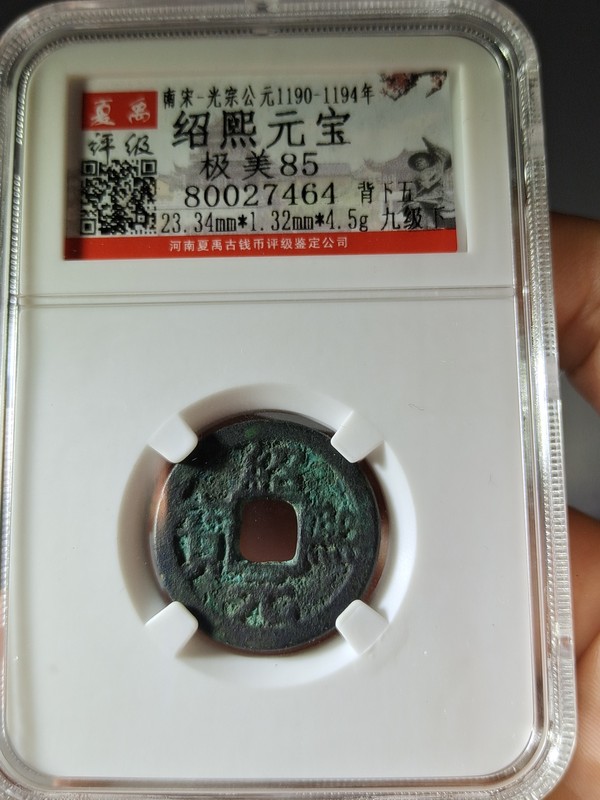 夏禹
评级
南宋-光宗公元1190-1194年
绍熙元宝
极美85
80027464 背下五
23.34mm*1.32mm*4.5g 九级下
河南夏禹古钱币评级鉴定公司
绍
熙
元
宝